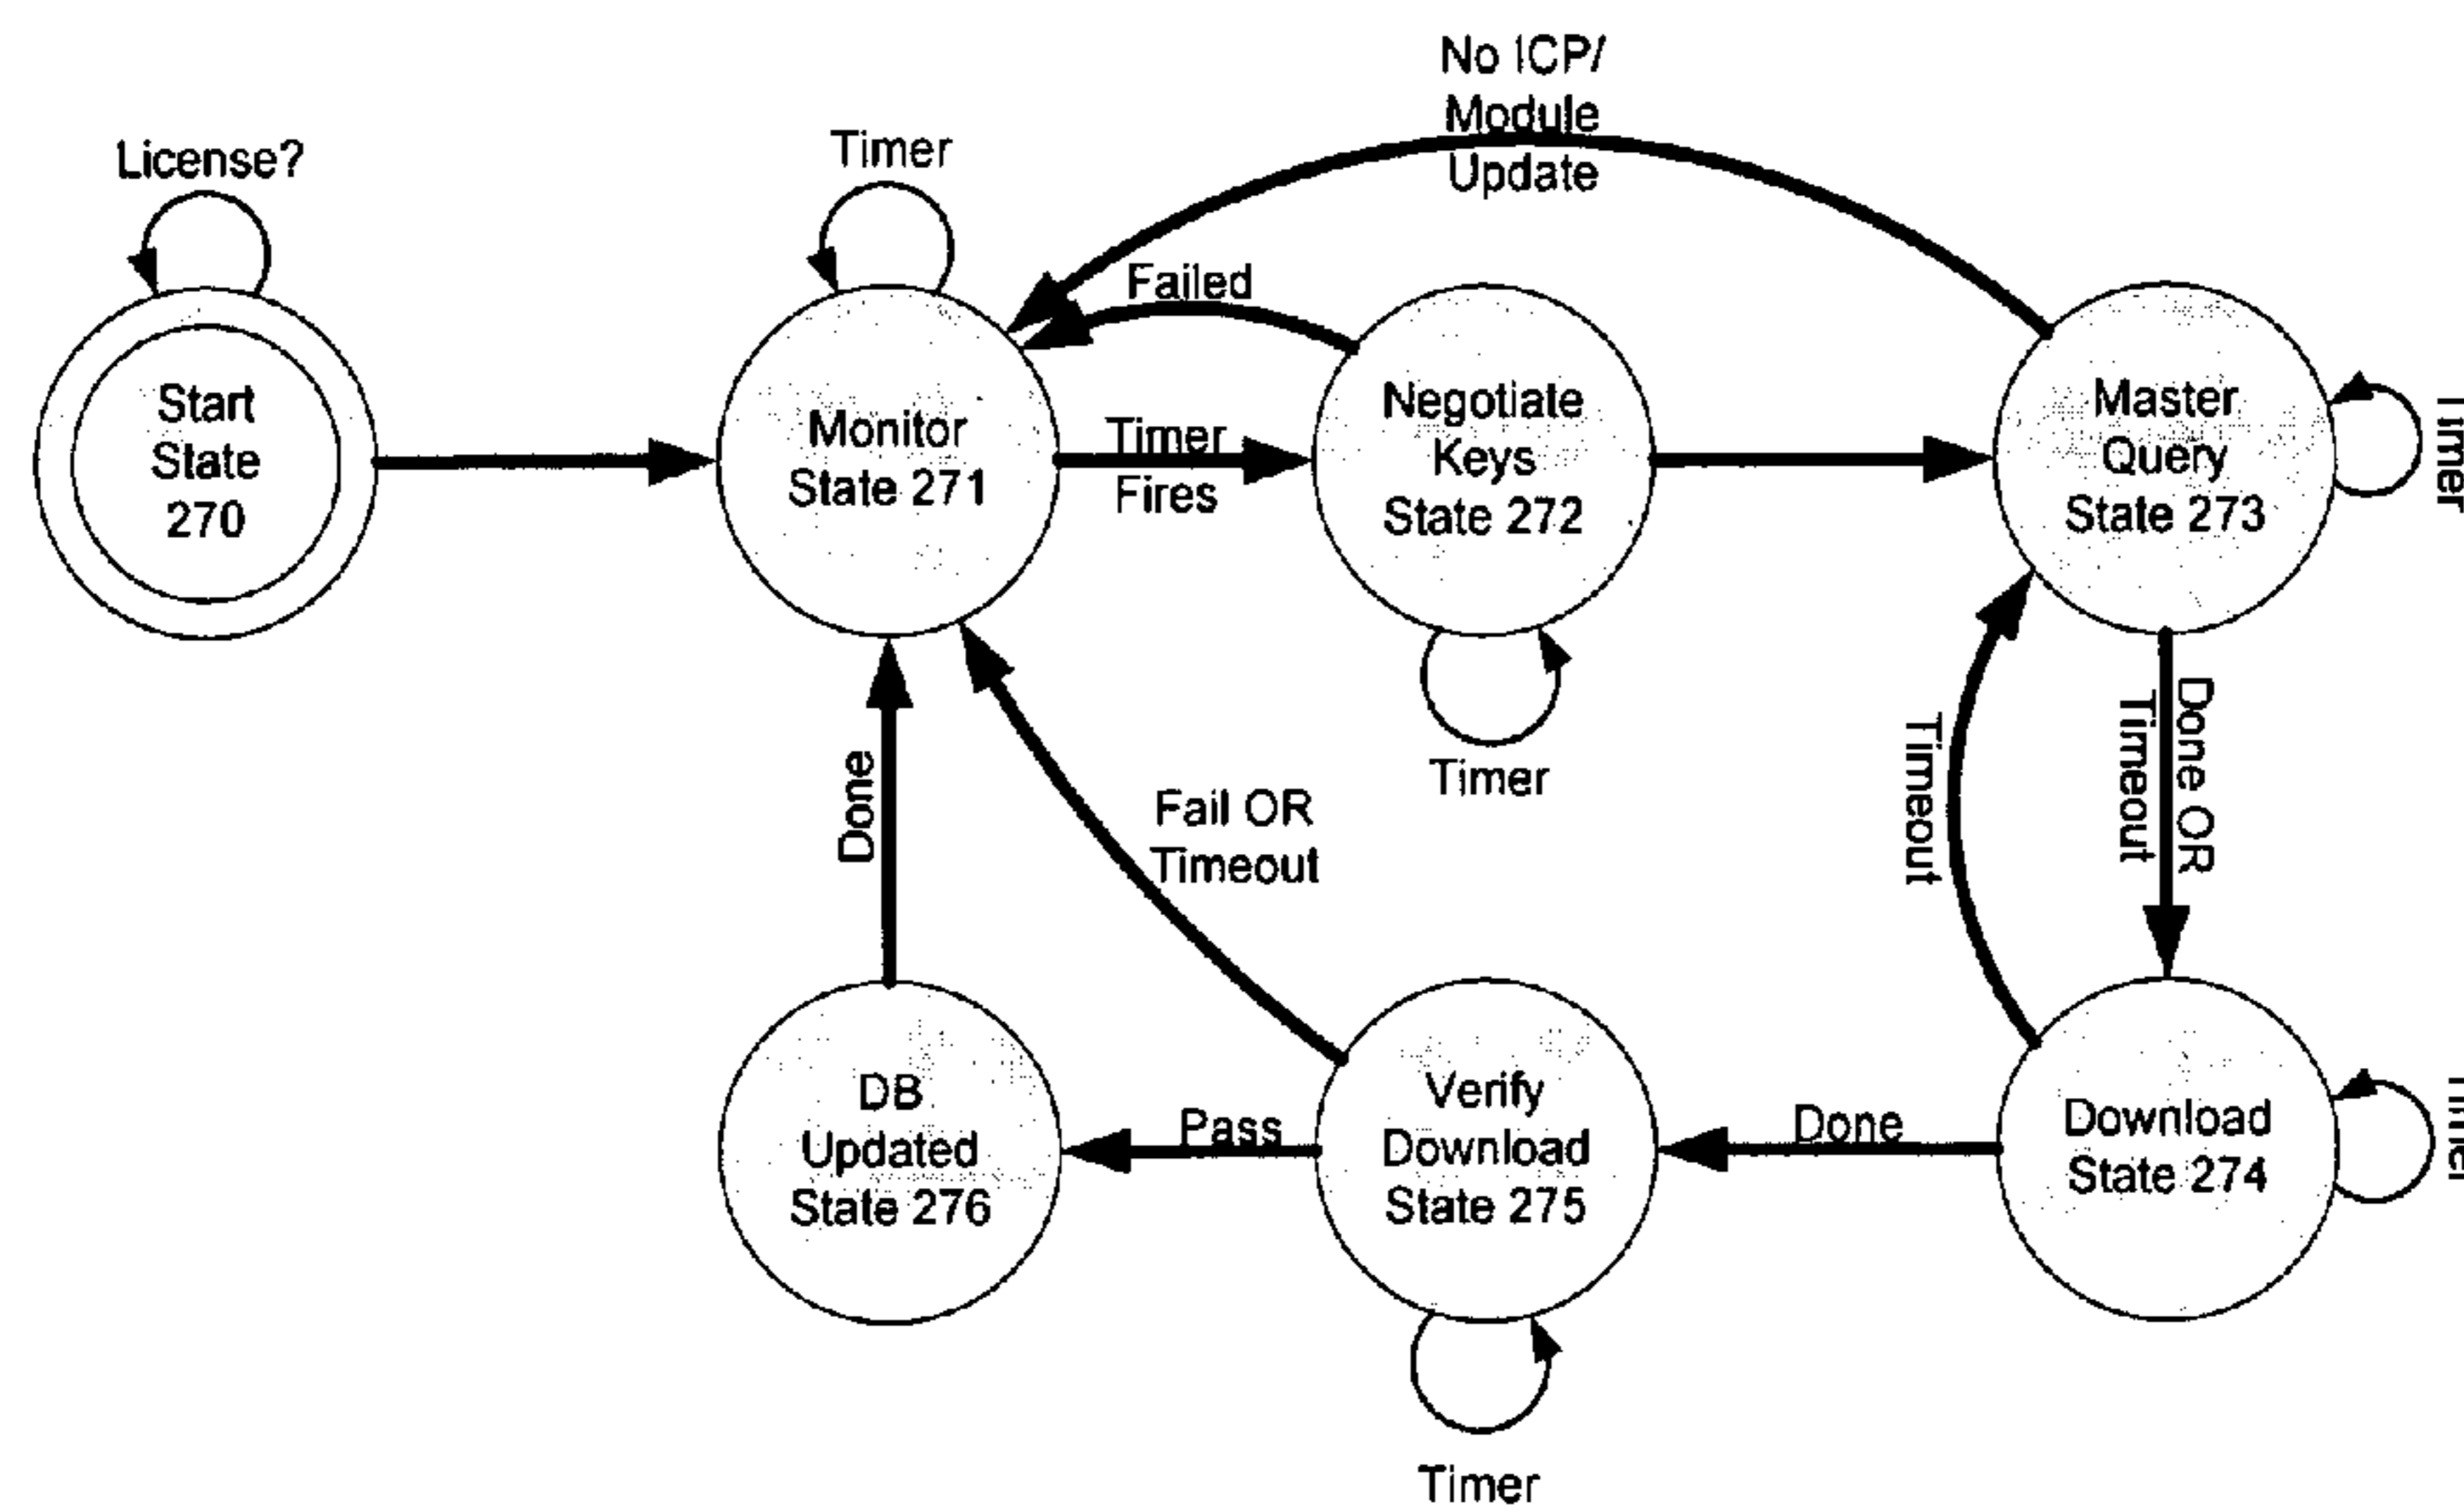 No ICP/
Module
Update
License?
Timer
Failed
Start
State
270
Monitor
State 271
Timer
Fires
Negotiate
Keys
State 272
Master
Query
State 273
Timer
Timer
Done
Fail OR
Timeout
Timeout
Done OR
Timeout
DB
Updated
State 276
Pass
Verify
Download
State 275
Done
Download
State 274
Timer